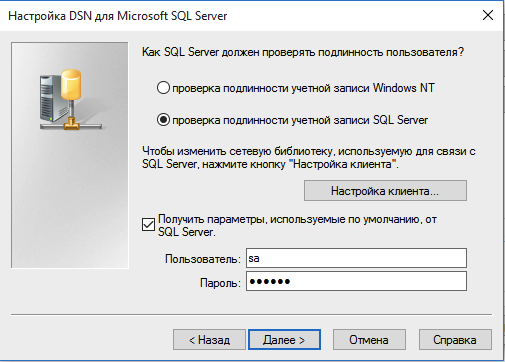 Настройка DSN для Microsoft SQL Server
Как SQL Server должен проверять подлинность пользователя?
проверка подлинности учетной записи Windows NT
проверка подлинности учетной записи SQL Server
Чтобы изменить сетевую библиотеку, используемую для связи с
SQL Server, нажмите кнопку "Настройка клиента".
Настройка клиента...
Получить параметры, используемые по умолчанию, от
SQL Server.
Пользователь: sa
Пароль: ●●●●●●
< Назад Далее > Отмена Справка